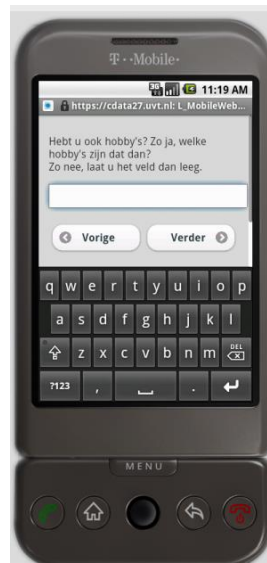 T··Mobile·
3G 11:19 AM
https://cdata27.uvt.nl: L_MobileWeb...
Hebt u ook hobby's? Zo ja, welke
hobby's zijn dat dan?
Zo nee, laat u het veld dan leeg.
Vorige Verder
q w e r t y u i o p
a s d f g h j k l
z x c v b n m DEL
?123 , .
MENU